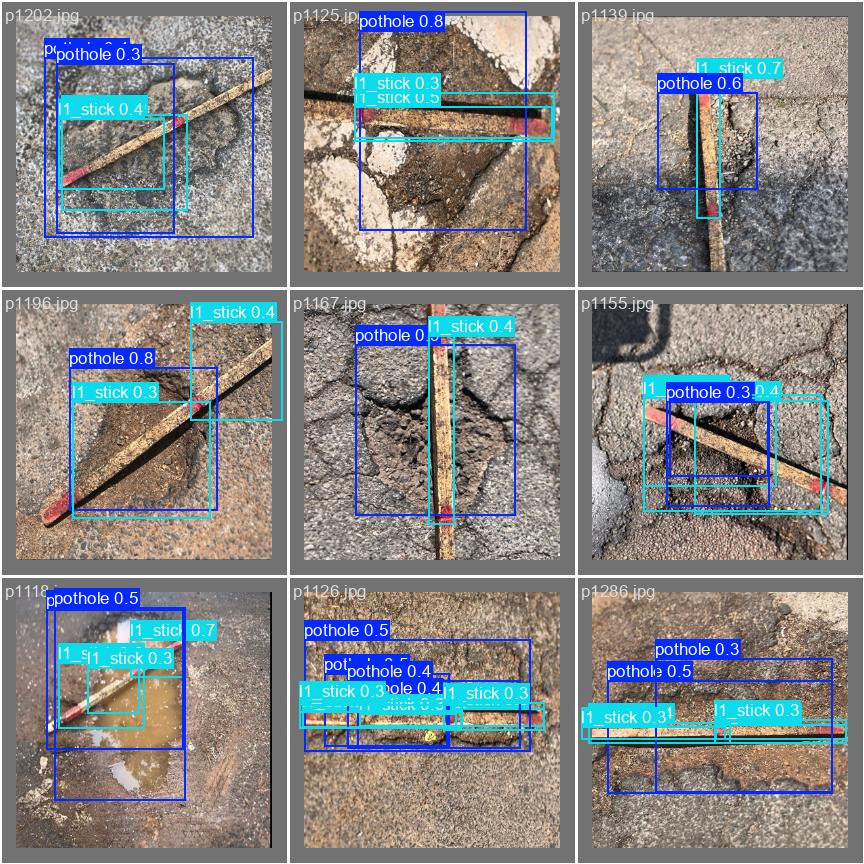 p1202.jpg
pothole 0.3
l1_stick 0.4
p1125.jpg
pothole 0.8
l1_stick 0.3
l1_stick 0.5
p1139.jpg
l1_stick 0.7
pothole 0.6
p1196.jpg
l1_stick 0.4
pothole 0.8
l1_stick 0.3
p1167.jpg
l1_stick 0.4
pothole
p1155.jpg
pothole 0.3
0.4
p1118.
pothole 0.5
l1_stick 0.7
l1_stick 0.3
p1126.jpg
pothole 0.5
pothole 0.4
l1_stick 0.3
l1_stick 0.3
p1286.jpg
pothole 0.3
pothole 0.5
l1_stick 0.3
l1_stick 0.3